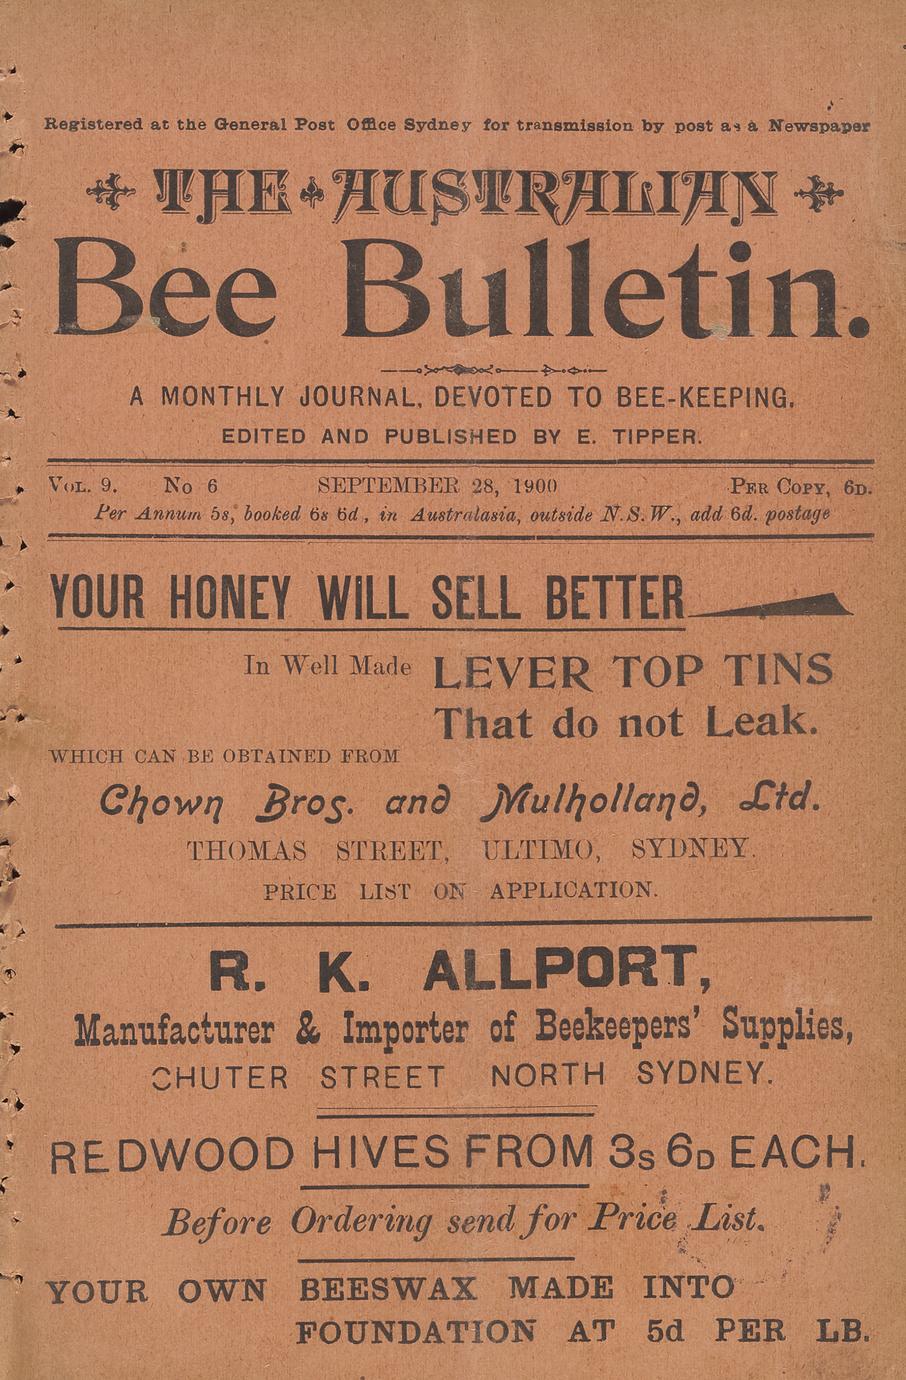 Registered at the General Post Office Sydney for transmission by post as a Newspaper
THE AUSTRALIAN
Bee Bulletin.
A MONTHLY JOURNAL, DEVOTED TO BEE-KEEPING.
EDITED AND PUBLISHED BY E. TIPPER.
VOL. 9. No 6 SEPTEMBER 28, 1900 PER COPY, 6D.
Per Annum 5s, booked 6s 6d, in Australasia, outside N.S.W., add 6d. postage
YOUR HONEY WILL SELL BETTER
In Well Made LEVER TOP TINS
That do not Leak.
WHICH CAN BE OBTAINED FROM
Chown Bros. and Mulholland, Ltd.
THOMAS STREET, ULTIMO, SYDNEY.
PRICE LIST ON APPLICATION.
R. K. ALLPORT,
Manufacturer & Importer of Beekeepers' Supplies,
CHUTER STREET NORTH SYDNEY.
REDWOOD HIVES FROM 3s 6D EACH.
Before Ordering send for Price List.
YOUR OWN BEESWAX MADE INTO
FOUNDATION AT 5d PER LB.